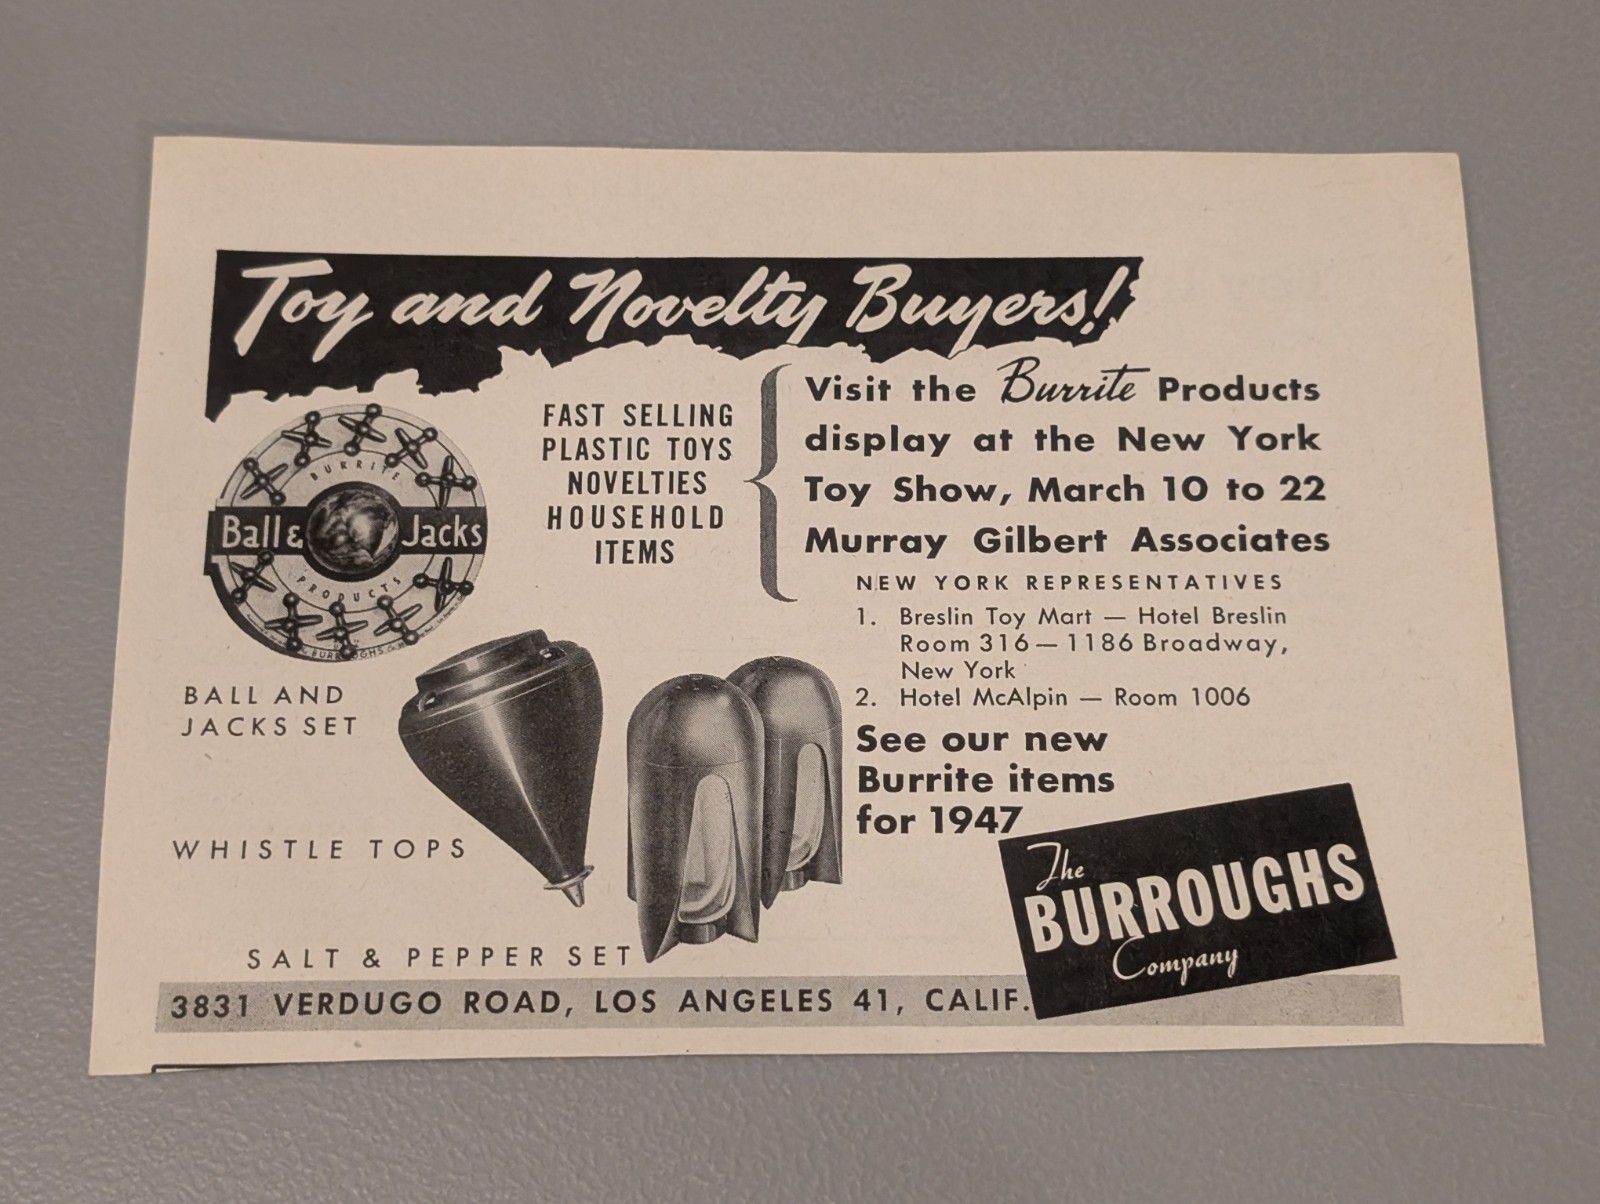 Toy and Novelty Buyers!
BURRITE
Ball & Jacks
PRODUCTS
BALL AND
JACKS SET
WHISTLE TOPS
SALT & PEPPER SET
FAST SELLING
PLASTIC TOYS
NOVELTIES
HOUSEHOLD
ITEMS
Visit the Burrite Products
display at the New York
Toy Show, March 10 to 22
Murray Gilbert Associates
NEW YORK REPRESENTATIVES
1. Breslin Toy Mart — Hotel Breslin
Room 316 — 1186 Broadway,
New York
2. Hotel McAlpin — Room 1006
See our new
Burrite items
for 1947
The
BURROUGHS
Company
3831 VERDUGO ROAD, LOS ANGELES 41, CALIF.